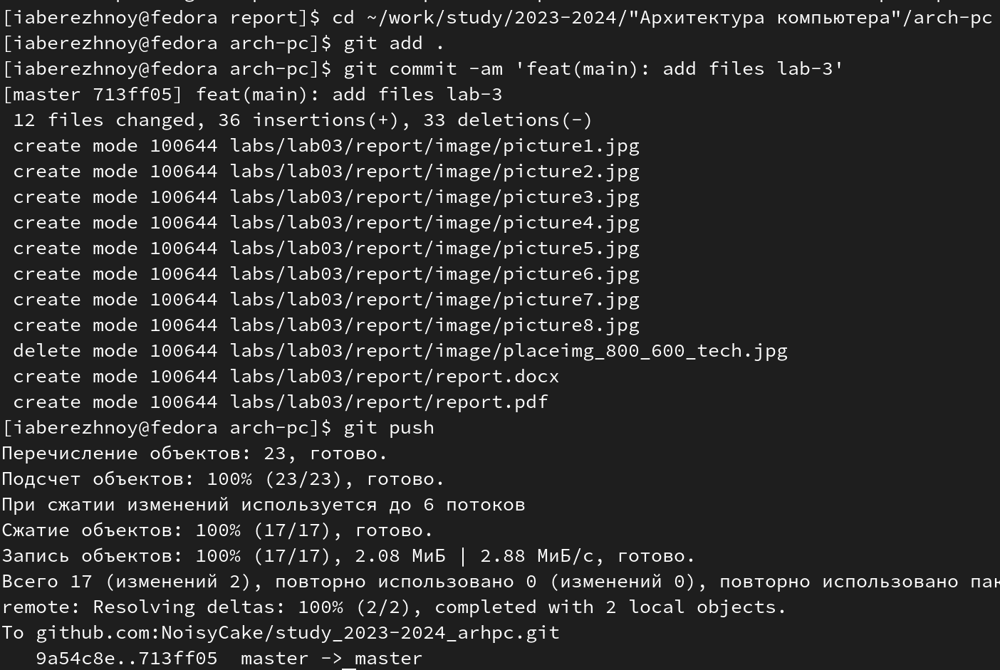 [iaberezhnoy@fedora report]$ cd ~/work/study/2023-2024/"Архитектура компьютера"/arch-pc
[iaberezhnoy@fedora arch-pc]$ git add .
[iaberezhnoy@fedora arch-pc]$ git commit -am 'feat(main): add files lab-3'
[master 713ff05] feat(main): add files lab-3
 12 files changed, 36 insertions(+), 33 deletions(-)
 create mode 100644 labs/lab03/report/image/picture1.jpg
 create mode 100644 labs/lab03/report/image/picture2.jpg
 create mode 100644 labs/lab03/report/image/picture3.jpg
 create mode 100644 labs/lab03/report/image/picture4.jpg
 create mode 100644 labs/lab03/report/image/picture5.jpg
 create mode 100644 labs/lab03/report/image/picture6.jpg
 create mode 100644 labs/lab03/report/image/picture7.jpg
 create mode 100644 labs/lab03/report/image/picture8.jpg
 delete mode 100644 labs/lab03/report/image/placeimg_800_600_tech.jpg
 create mode 100644 labs/lab03/report/report.docx
 create mode 100644 labs/lab03/report/report.pdf
[iaberezhnoy@fedora arch-pc]$ git push
Перечисление объектов: 23, готово.
Подсчет объектов: 100% (23/23), готово.
При сжатии изменений используется до 6 потоков
Сжатие объектов: 100% (17/17), готово.
Запись объектов: 100% (17/17), 2.08 МиБ | 2.88 МиБ/с, готово.
Всего 17 (изменений 2), повторно использовано 0 (изменений 0), повторно использовано
remote: Resolving deltas: 100% (2/2), completed with 2 local objects.
To github.com:NoisyCake/study_2023-2024_arhpc.git
   9a54c8e..713ff05  master -> master